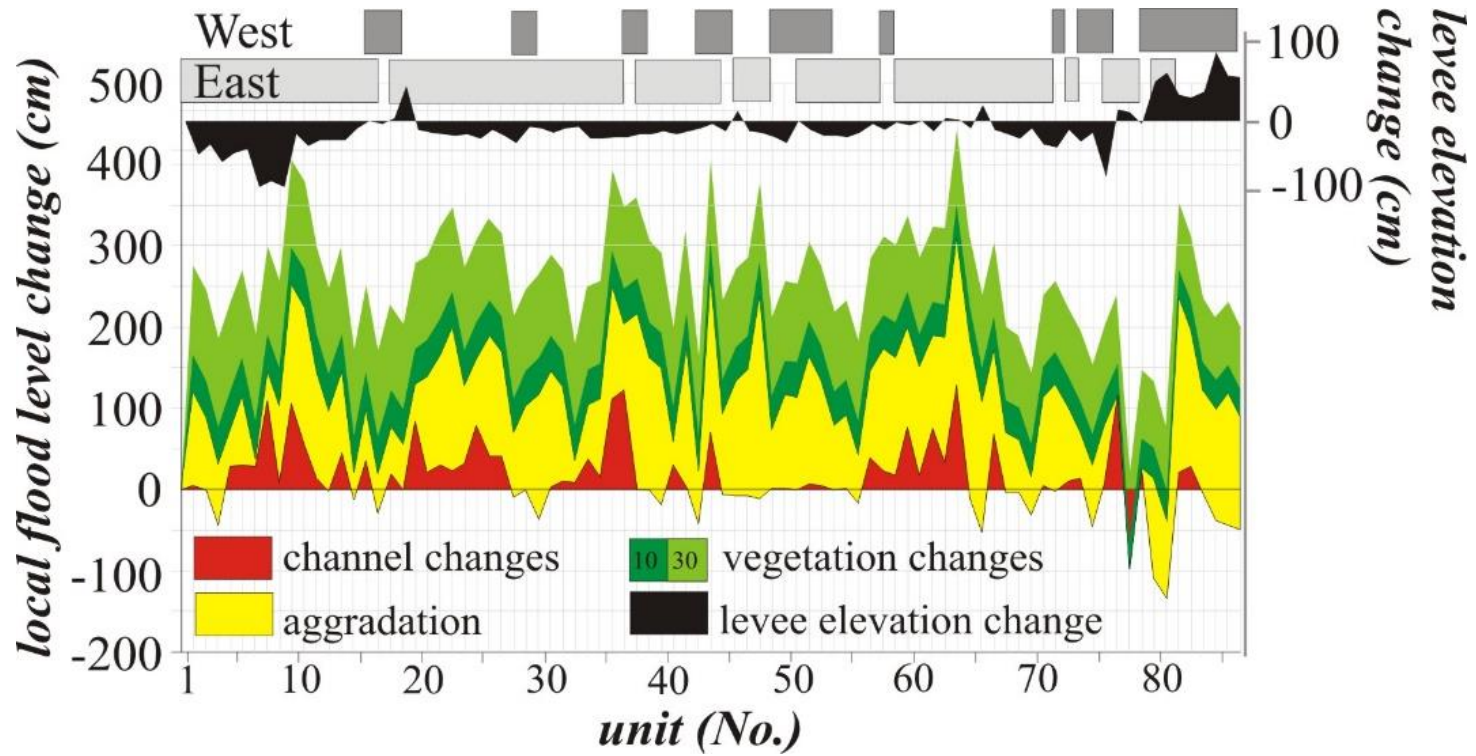 West
East
local flood level change (cm)
500
400
300
200
100
0
-100
-200
100
0
-100
levee elevation
change (cm)
channel changes
10 30 vegetation changes
aggradation
levee elevation change
1 10 20 30 40 50 60 70 80
unit (No.)